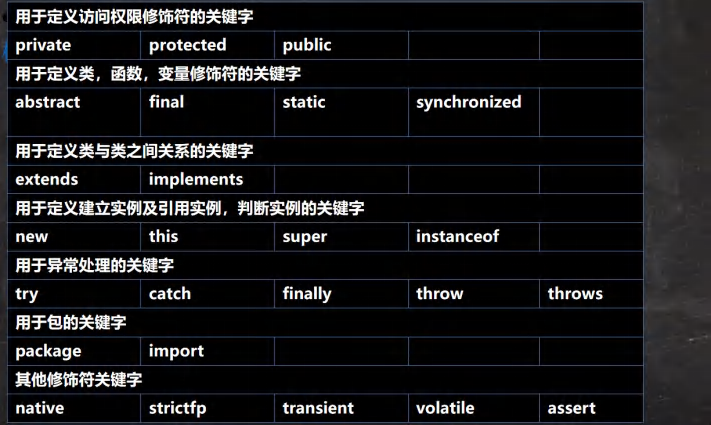 用于定义访问权限修饰符的关键字
private protected public
用于定义类，函数，变量修饰符的关键字
abstract final static synchronized
用于定义类与类之间关系的关键字
extends implements
用于定义建立实例及引用实例，判断实例的关键字
new this super instanceof
用于异常处理的关键字
try catch finally throw throws
用于包的关键字
package import
其他修饰符关键字
native strictfp transient volatile assert